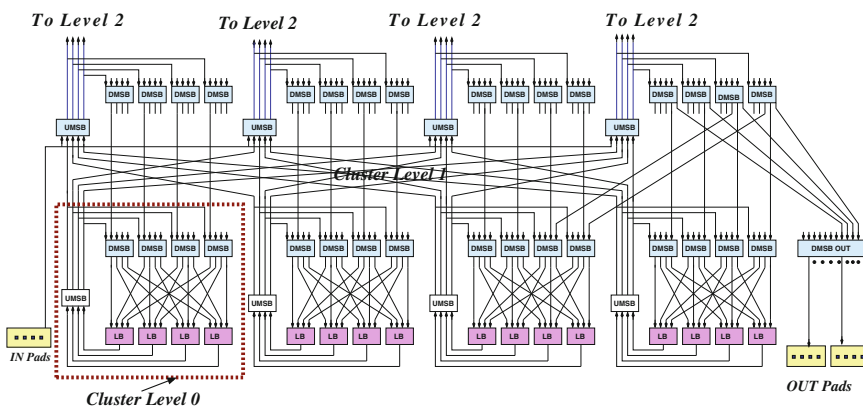 To Level 2 To Level 2 To Level 2 To Level 2
DMSB DMSB DMSB DMSB DMSB DMSB DMSB DMSB DMSB DMSB DMSB DMSB DMSB DMSB DMSB DMSB
UMSB UMSB UMSB UMSB
Cluster Level 1
DMSB DMSB DMSB DMSB DMSB DMSB DMSB DMSB DMSB DMSB DMSB DMSB DMSB DMSB DMSB DMSB DMSB OUT
UMSB UMSB UMSB UMSB
LB LB LB LB LB LB LB LB LB LB LB LB LB LB LB LB
IN Pads
OUT Pads
Cluster Level 0